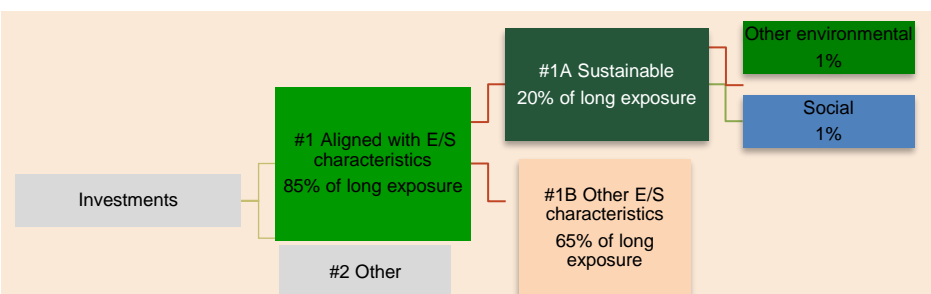 Investments
#1 Aligned with E/S
characteristics
85% of long exposure
#2 Other
#1A Sustainable
20% of long exposure
#1B Other E/S
characteristics
65% of long
exposure
Other environmental
1%
Social
1%